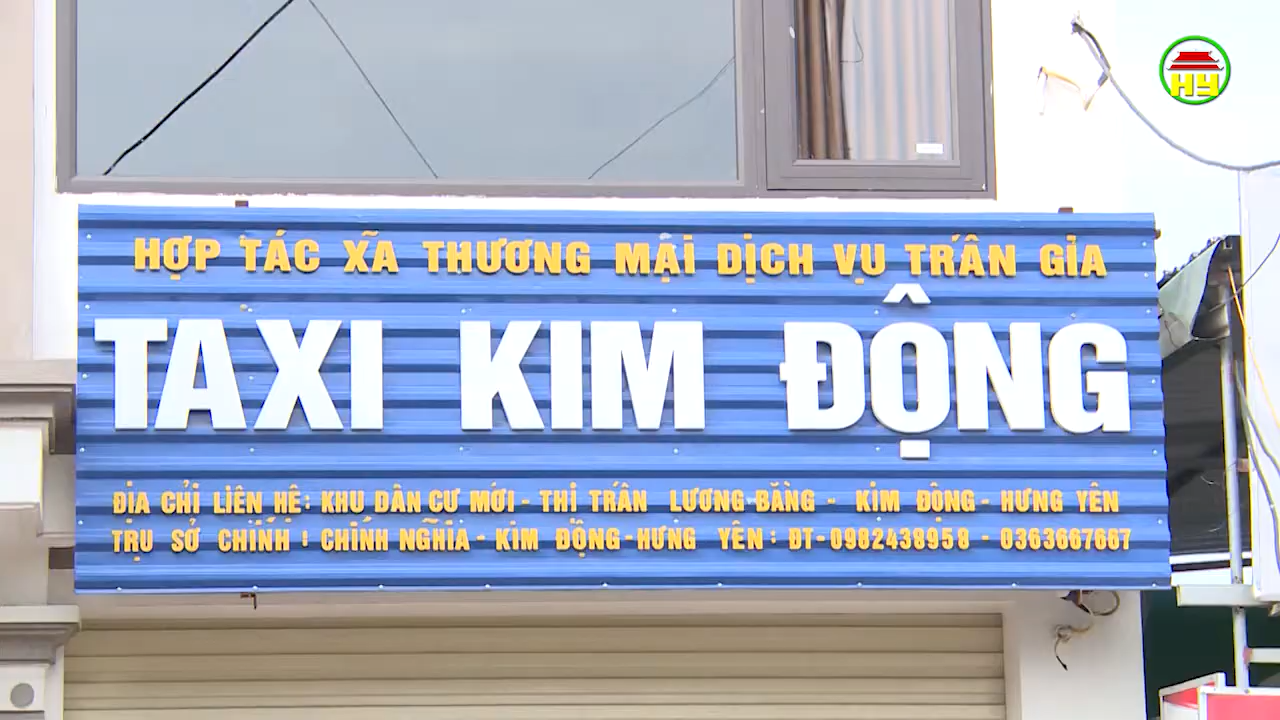 HY
HỢP TÁC XÃ THƯƠNG MẠI DỊCH VỤ TRẦN GIA
TAXI KIM ĐỘNG
ĐỊA CHỈ LIÊN HỆ: KHU DÂN CƯ MỚI - THỊ TRẤN LƯƠNG BẰNG - KIM ĐỘNG - HƯNG YÊN
TRỤ SỞ CHÍNH : CHÍNH NGHĨA - KIM ĐỘNG - HƯNG YÊN : ĐT - 0982438958 - 0363667667